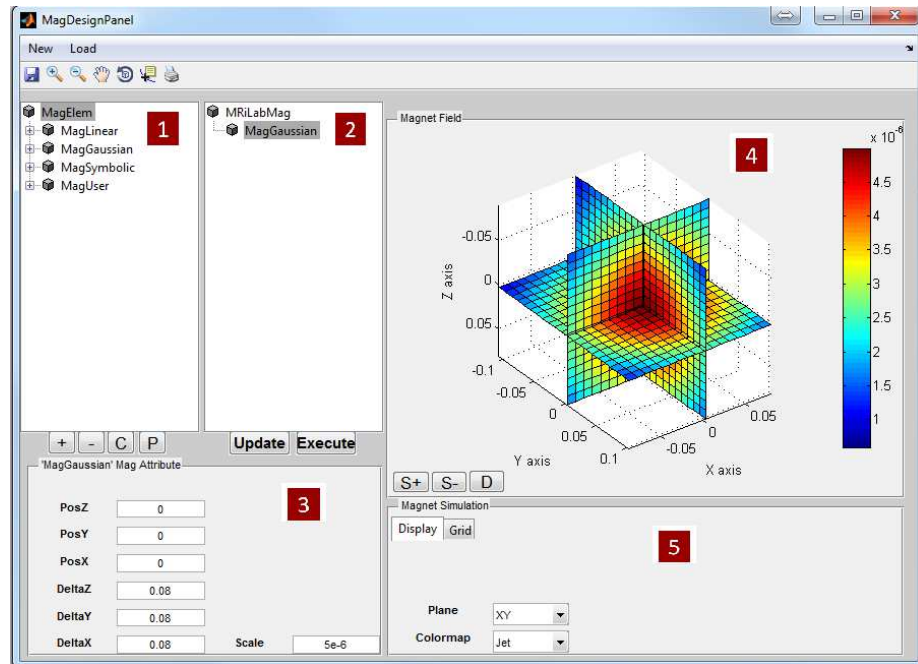 MagDesignPanel
New Load
MagElem
MagLinear
MagGaussian
MagSymbolic
MagUser
1
MRiLabMag
MagGaussian
2
+ - C P
Update Execute
'MagGaussian' Mag Attribute
3
PosZ 0
PosY 0
PosX 0
DeltaZ 0.08
DeltaY 0.08
DeltaX 0.08
Scale 5e-6
Magnet Field
4
x 10-6
4.5
4
3.5
3
2.5
2
1.5
1
-0.05
0
0.05
Z axis
-0.1
-0.05
0
0.05
0.1
Y axis
-0.05
0
0.05
X axis
S+ S- D
Magnet Simulation
Display Grid
5
Plane XY
Colormap Jet